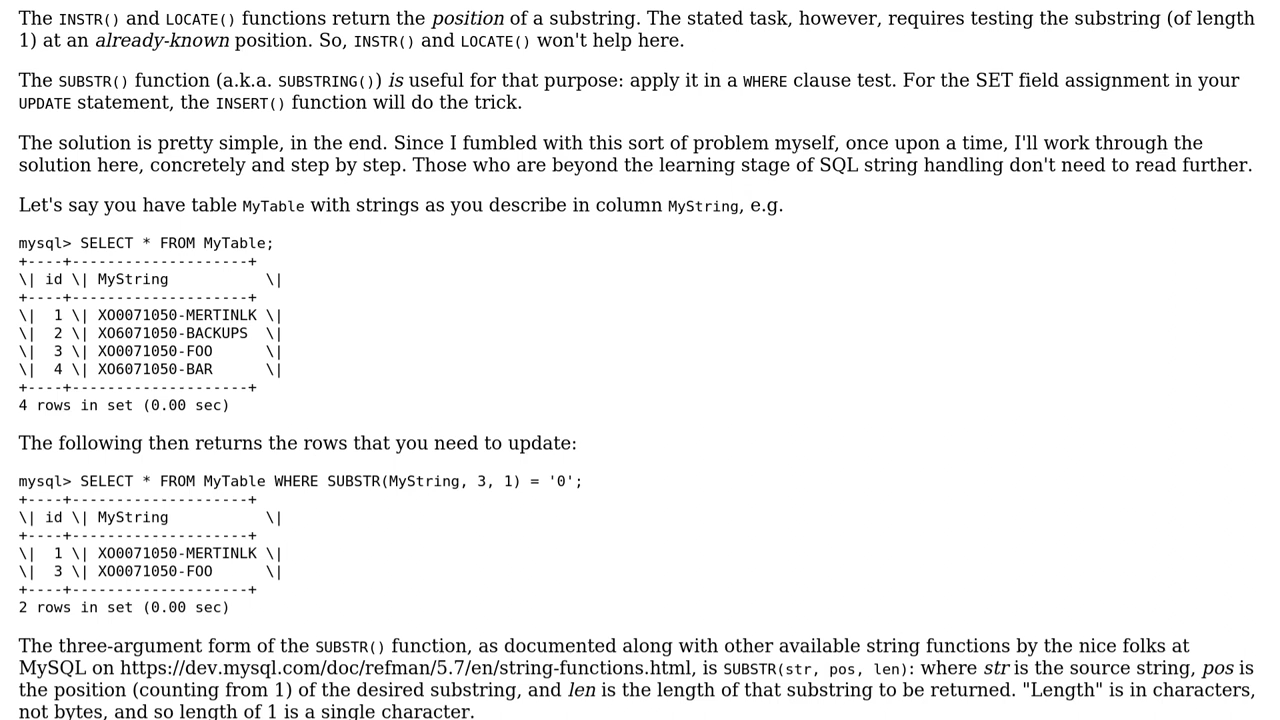 The INSTR() and LOCATE() functions return the position of a substring. The stated task, however, requires testing the substring (of length
1) at an already-known position. So, INSTR() and LOCATE() won't help here.
The SUBSTR() function (a.k.a. SUBSTRING()) is useful for that purpose: apply it in a WHERE clause test. For the SET field assignment in your
UPDATE statement, the INSERT() function will do the trick.
The solution is pretty simple, in the end. Since I fumbled with this sort of problem myself, once upon a time, I'll work through the
solution here, concretely and step by step. Those who are beyond the learning stage of SQL string handling don't need to read further.
Let's say you have table MyTable with strings as you describe in column MyString, e.g.
mysql> SELECT * FROM MyTable;
+----+--------------------+
\| id \| MyString           \|
+----+--------------------+
\|  1 \| XO0071050-MERTINLK \|
\|  2 \| XO6071050-BACKUPS  \|
\|  3 \| XO0071050-FOO      \|
\|  4 \| XO6071050-BAR      \|
+----+--------------------+
4 rows in set (0.00 sec)
The following then returns the rows that you need to update:
mysql> SELECT * FROM MyTable WHERE SUBSTR(MyString, 3, 1) = '0';
+----+--------------------+
\| id \| MyString           \|
+----+--------------------+
\|  1 \| XO0071050-MERTINLK \|
\|  3 \| XO0071050-FOO      \|
+----+--------------------+
2 rows in set (0.00 sec)
The three-argument form of the SUBSTR() function, as documented along with other available string functions by the nice folks at
MySQL on https://dev.mysql.com/doc/refman/5.7/en/string-functions.html, is SUBSTR(str, pos, len): where str is the source string, pos is
the position (counting from 1) of the desired substring, and len is the length of that substring to be returned. "Length" is in characters,
not bytes, and so length of 1 is a single character.